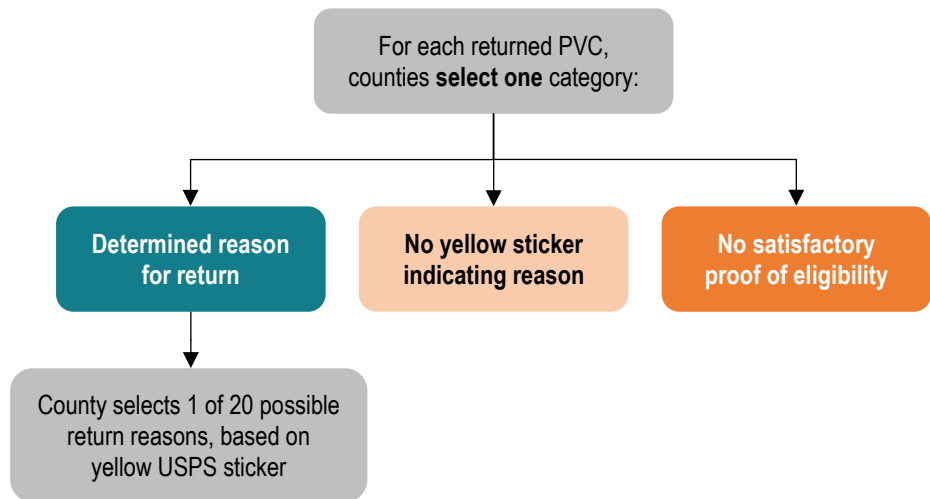 For each returned PVC,
counties select one category:
Determined reason
for return
No yellow sticker
indicating reason
No satisfactory
proof of eligibility
County selects 1 of 20 possible
return reasons, based on
yellow USPS sticker